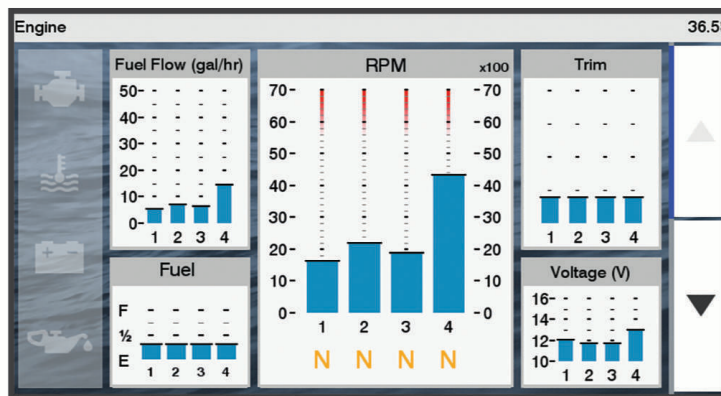 Engine 36.5
Fuel Flow (gal/hr)
50-
40-
30-
20-
10-
0-
1 2 3 4
RPM x100
70- -70
60- -60
50- -50
40- -40
30- -30
20- -20
10- -10
0- -0
1 2 3 4
N N N N
Trim
1 2 3 4
Fuel
F
½
E
1 2 3 4
Voltage (V)
16-
14-
12-
10-
1 2 3 4